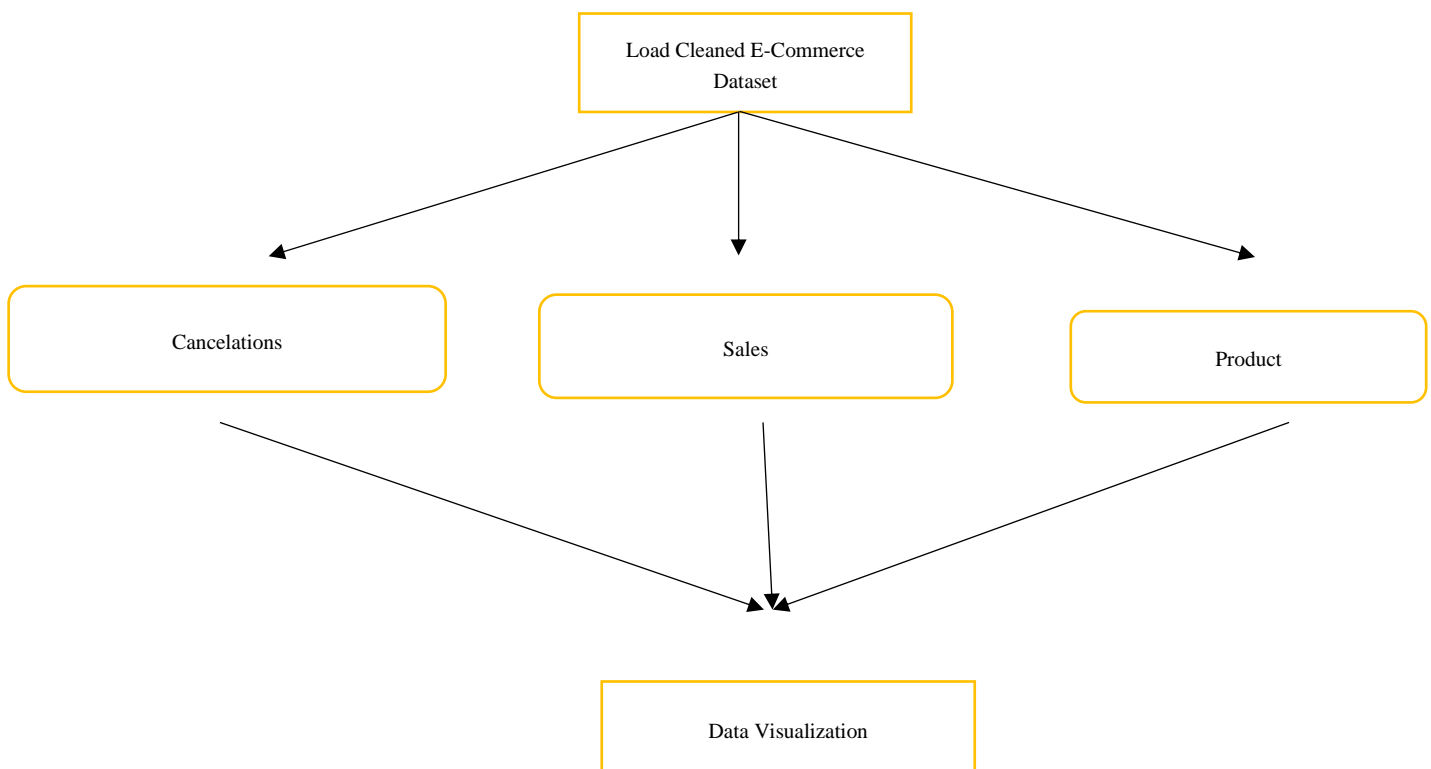 Load Cleaned E-Commerce
Dataset
Cancelations
Sales
Product
Data Visualization